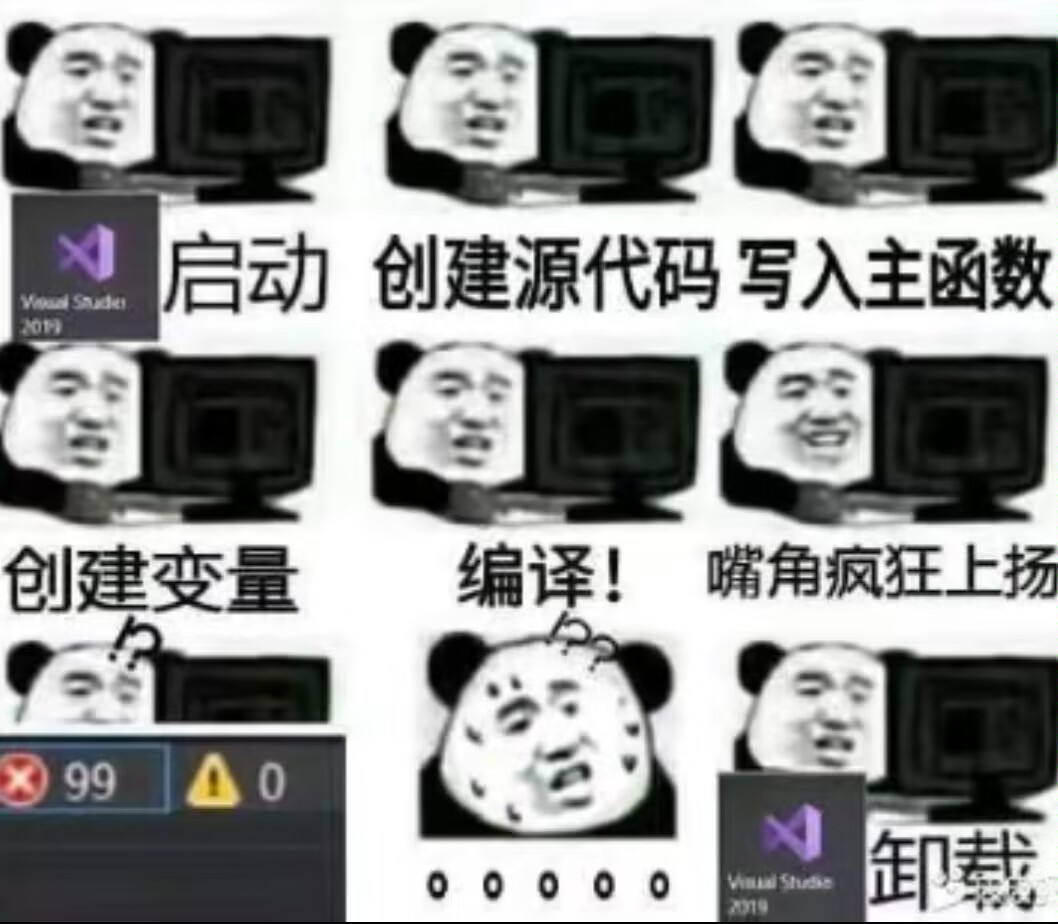 Visual Studio
2019
启动
创建源代码
写入主函数
创建变量
编译!
嘴角疯狂上扬
!?
99
0
!??
o o o o o
Visual Studio
2019
卸载